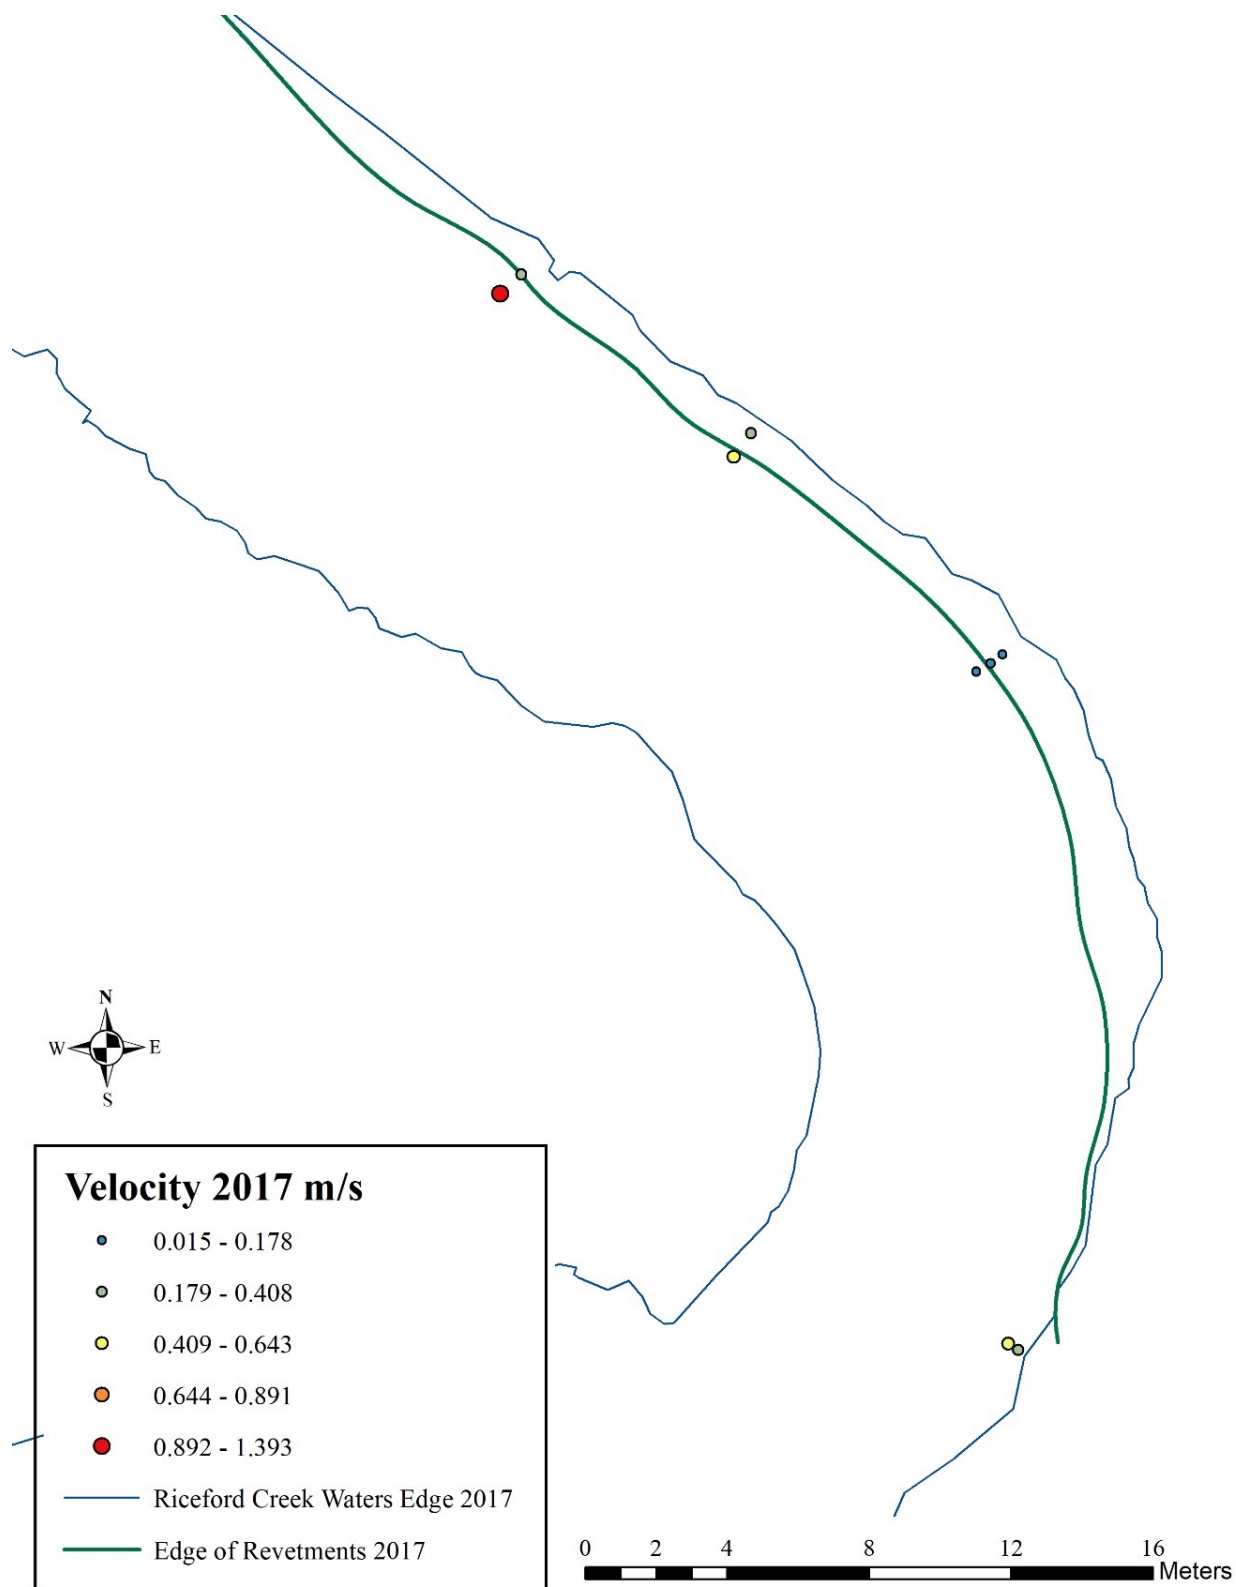 N
W E
S
Velocity 2017 m/s
0.015 - 0.178
0.179 - 0.408
0.409 - 0.643
0.644 - 0.891
0.892 - 1.393
Riceford Creek Waters Edge 2017
Edge of Revetments 2017
0 2 4 8 12 16
Meters